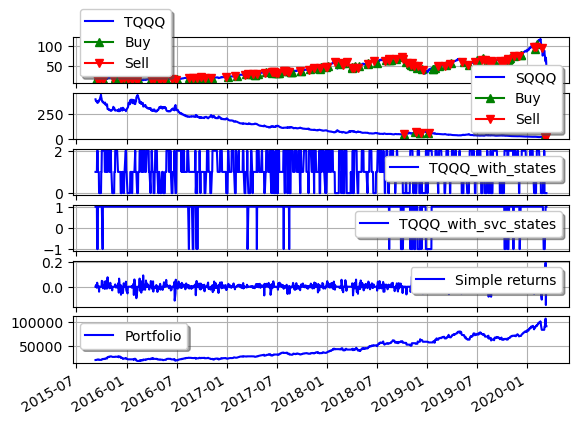 TQQQ
Buy
Sell
100
50
SQQQ
Buy
Sell
250
0
2
TQQQ_with_states
0
1
0
TQQQ_with_svc_states
−1
0.2
Simple returns
0.0
100000
Portfolio
50000
2015-07
2016-01
2016-07
2017-01
2017-07
2018-01
2018-07
2019-01
2019-07
2020-01